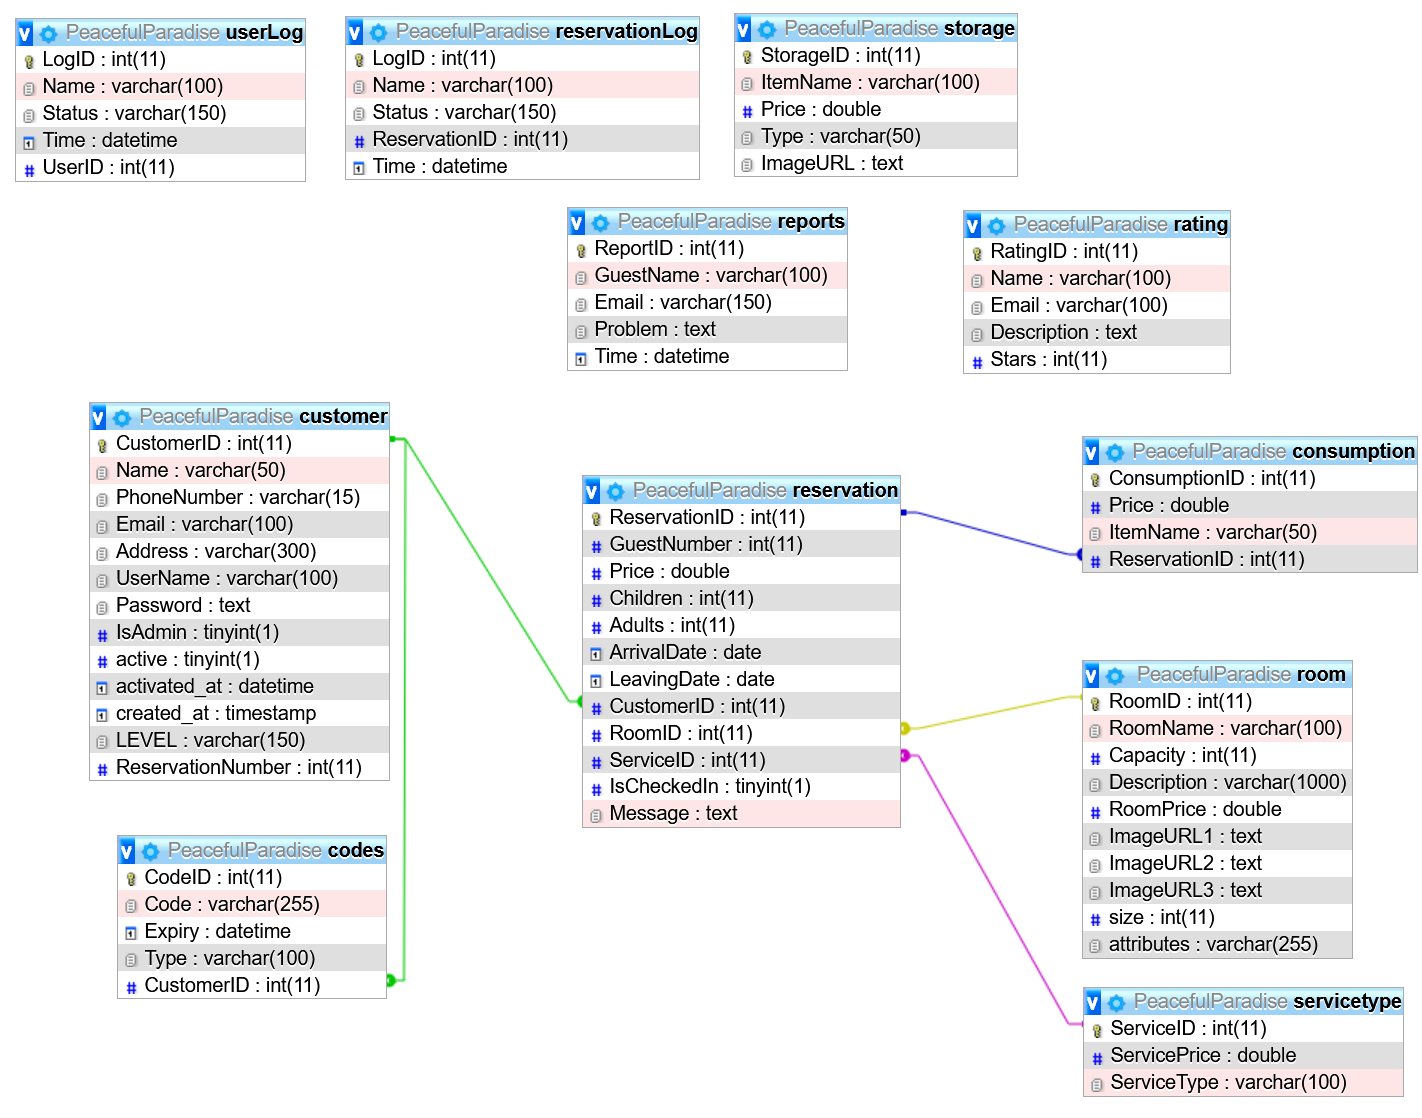 PeacefulParadise userLog
LogID : int(11)
Name : varchar(100)
Status : varchar(150)
Time : datetime
UserID : int(11)
PeacefulParadise reservationLog
LogID : int(11)
Name : varchar(100)
Status : varchar(150)
ReservationID : int(11)
Time : datetime
PeacefulParadise storage
StorageID : int(11)
ItemName : varchar(100)
Price : double
Type : varchar(50)
ImageURL : text
PeacefulParadise reports
ReportID : int(11)
GuestName : varchar(100)
Email : varchar(150)
Problem : text
Time : datetime
PeacefulParadise rating
RatingID : int(11)
Name : varchar(100)
Email : varchar(100)
Description : text
Stars : int(11)
PeacefulParadise customer
CustomerID : int(11)
Name : varchar(50)
PhoneNumber : varchar(15)
Email : varchar(100)
Address : varchar(300)
UserName : varchar(100)
Password : text
IsAdmin : tinyint(1)
active : tinyint(1)
activated_at : datetime
created_at : timestamp
LEVEL : varchar(150)
ReservationNumber : int(11)
PeacefulParadise reservation
ReservationID : int(11)
GuestNumber : int(11)
Price : double
Children : int(11)
Adults : int(11)
ArrivalDate : date
LeavingDate : date
CustomerID : int(11)
RoomID : int(11)
ServiceID : int(11)
IsCheckedIn : tinyint(1)
Message : text
PeacefulParadise consumption
ConsumptionID : int(11)
Price : double
ItemName : varchar(50)
ReservationID : int(11)
PeacefulParadise room
RoomID : int(11)
RoomName : varchar(100)
Capacity : int(11)
Description : varchar(1000)
RoomPrice : double
ImageURL1 : text
ImageURL2 : text
ImageURL3 : text
size : int(11)
attributes : varchar(255)
PeacefulParadise codes
CodeID : int(11)
Code : varchar(255)
Expiry : datetime
Type : varchar(100)
CustomerID : int(11)
PeacefulParadise servicetype
ServiceID : int(11)
ServicePrice : double
ServiceType : varchar(100)